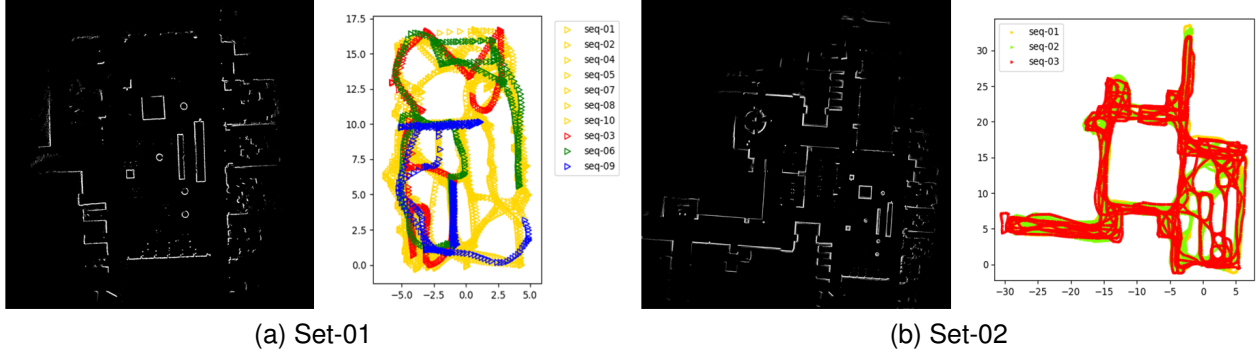 17.5
15.0
12.5
10.0
7.5
5.0
2.5
0.0
−5.0 −2.5 0.0 2.5 5.0
seq-01
seq-02
seq-04
seq-05
seq-07
seq-08
seq-10
seq-03
seq-06
seq-09
(a) Set-01
30
25
20
15
10
5
0
−30 −25 −20 −15 −10 −5 0 5
seq-01
seq-02
seq-03
(b) Set-02